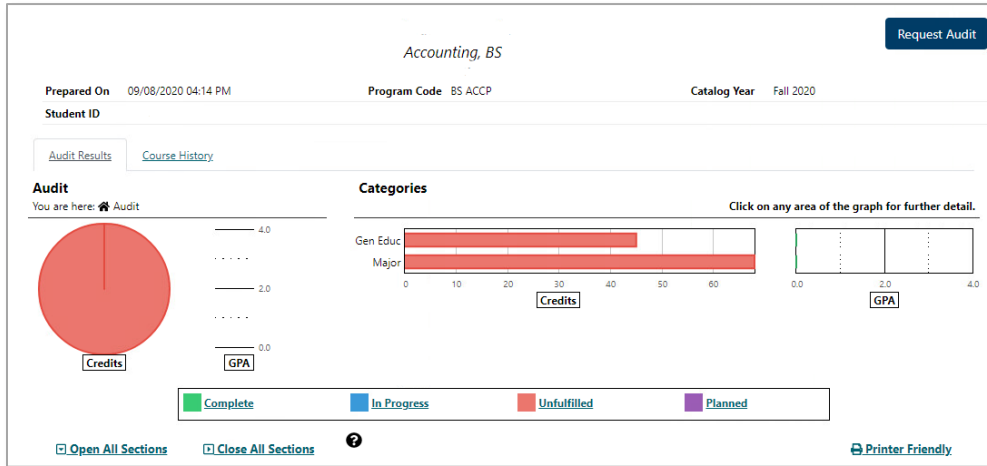 Request Audit
Accounting, BS
Prepared On 09/08/2020 04:14 PM Program Code BS ACCP Catalog Year Fall 2020
Student ID
Audit Results Course History
Audit
You are here: Audit
4.0
2.0
0.0
Credits GPA
Categories
Click on any area of the graph for further detail.
Gen Educ
Major
0 10 20 30 40 50 60
Credits
0.0 2.0 4.0
GPA
Complete In Progress Unfulfilled Planned
Open All Sections Close All Sections ? Printer Friendly